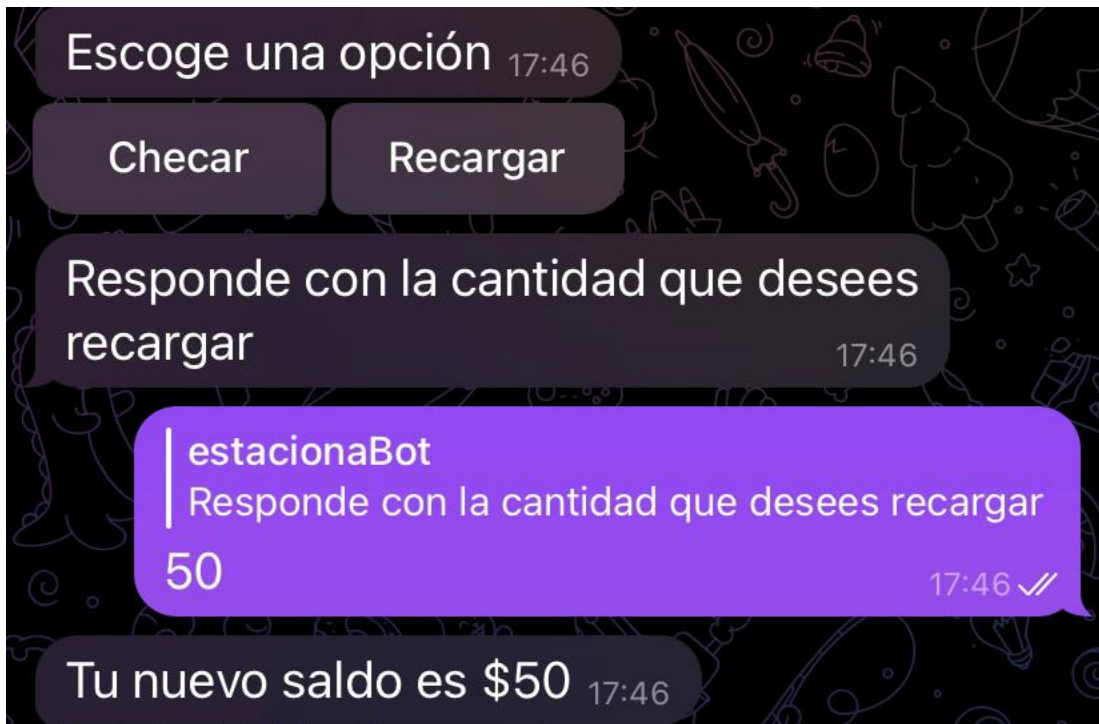 Escoge una opción 17:46
Checar Recargar
Responde con la cantidad que desees
recargar 17:46
estacionaBot
Responde con la cantidad que desees recargar
50 17:46
Tu nuevo saldo es $50 17:46